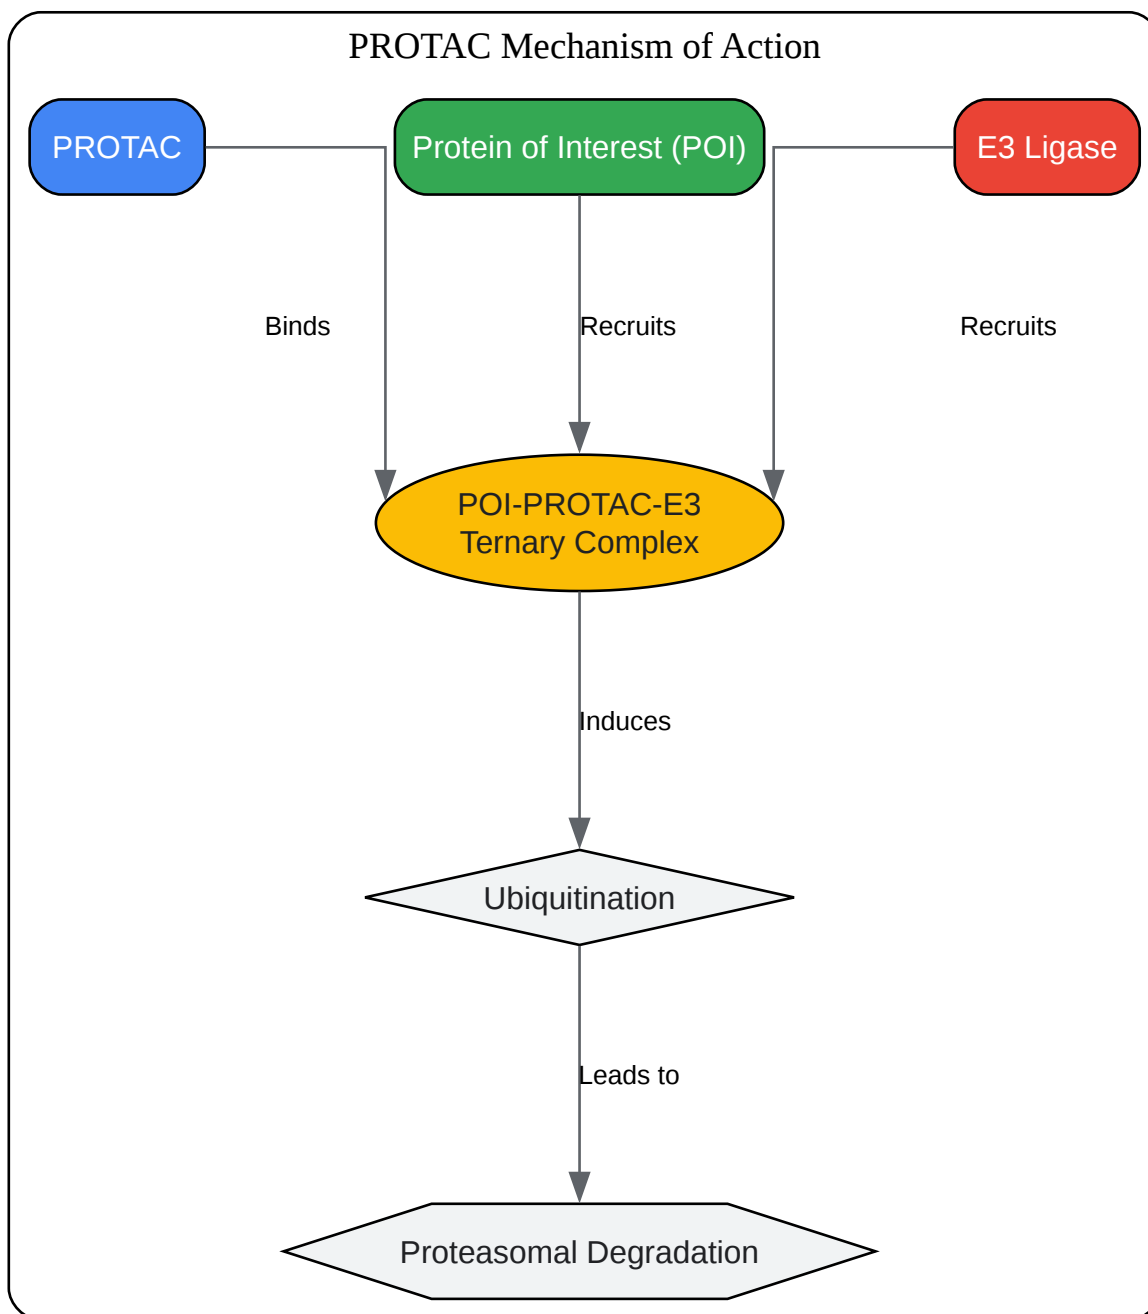 PROTAC Mechanism of Action
PROTAC
Protein of Interest (POI)
E3 Ligase
Binds
Recruits
Recruits
POI-PROTAC-E3
Ternary Complex
Induces
Ubiquitination
Leads to
Proteasomal Degradation